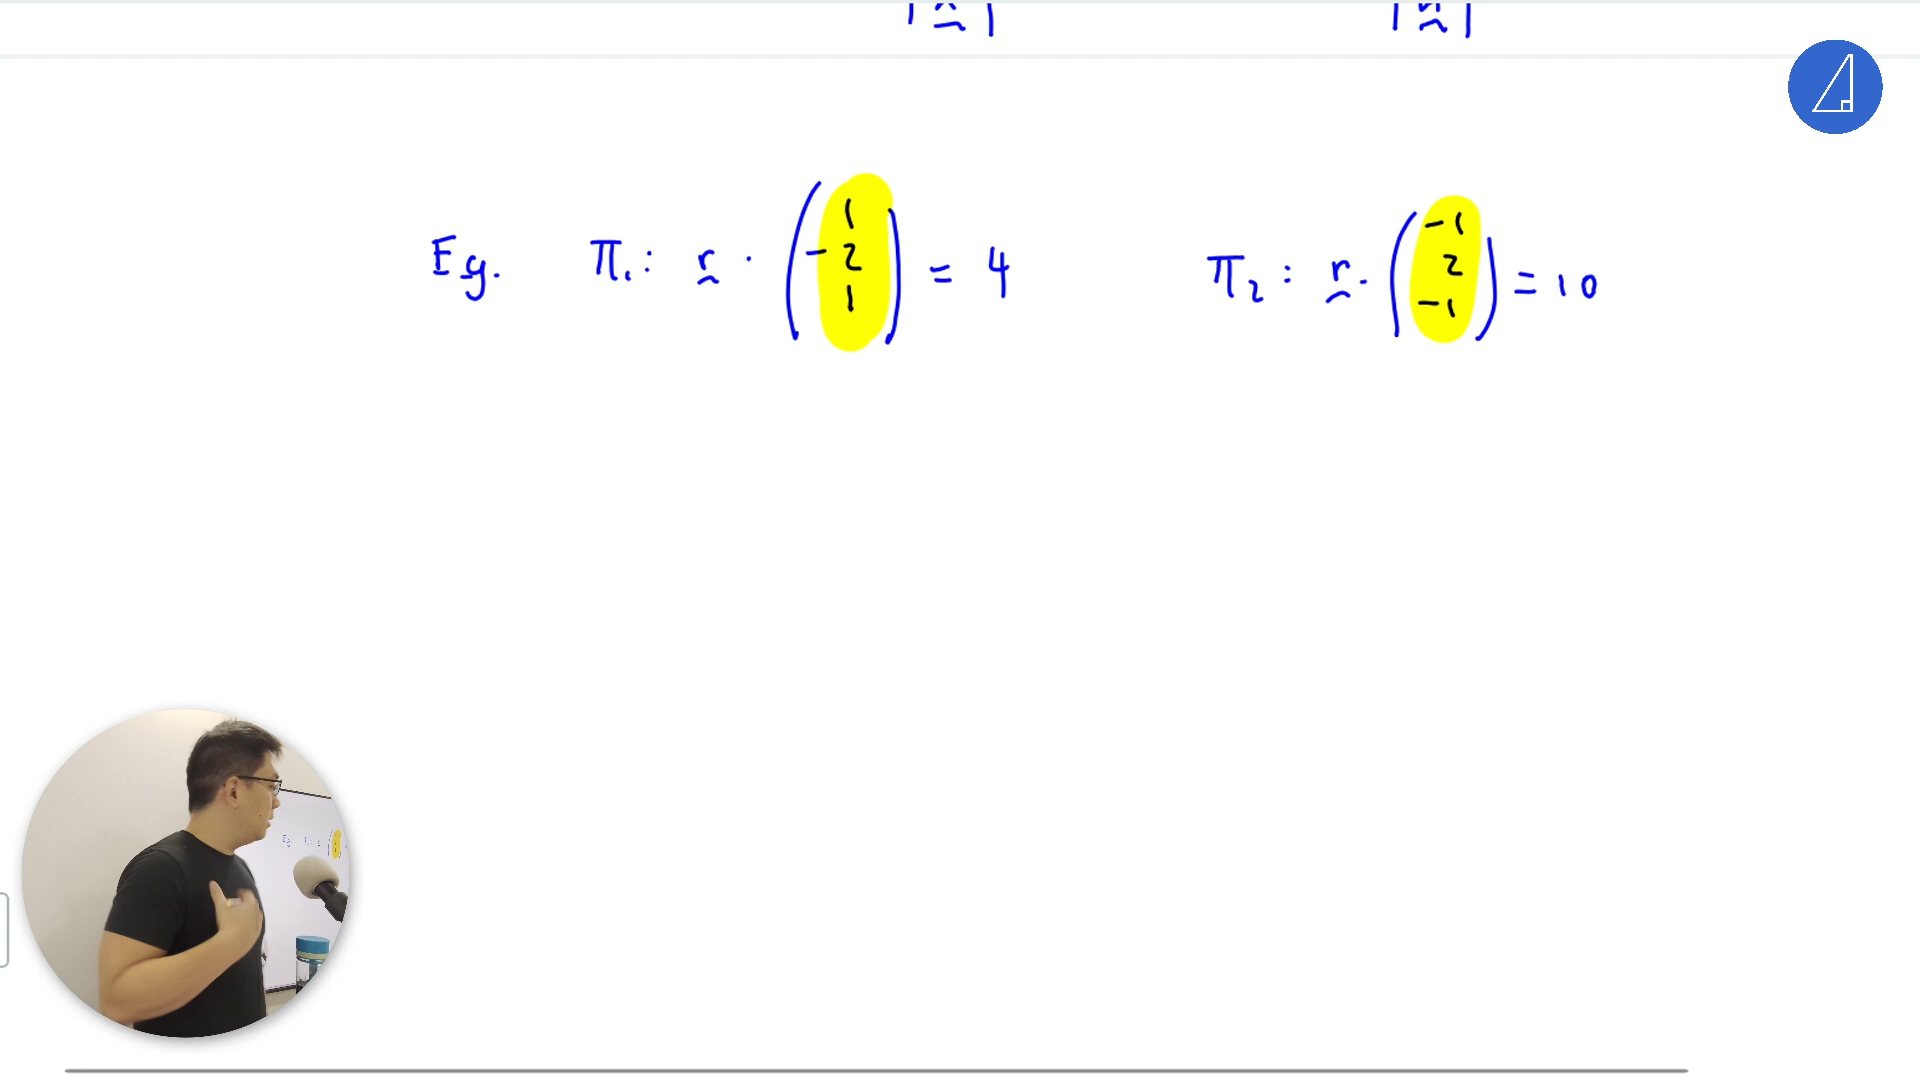 Eg. π₁: r · (1 -2 1) = 4 π₂: r · (-1 2 -1) = 10